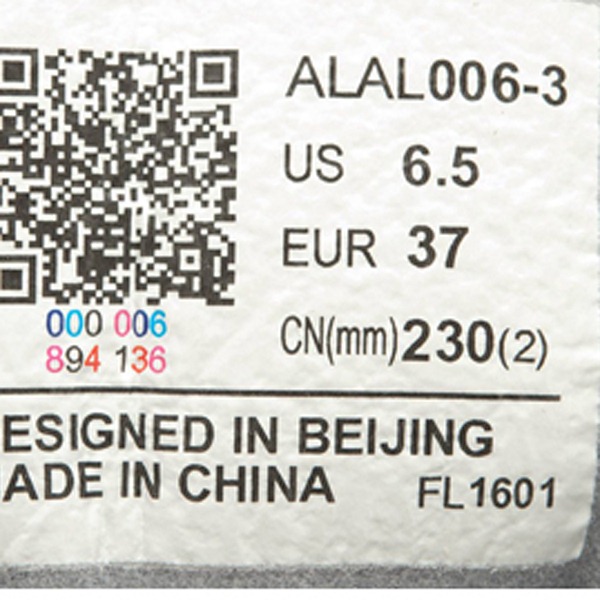 ALAL006-3
US 6.5
EUR 37
CN(mm)230(2)
000 006
894 136
ESIGNED IN BEIJING
ADE IN CHINA
FL1601